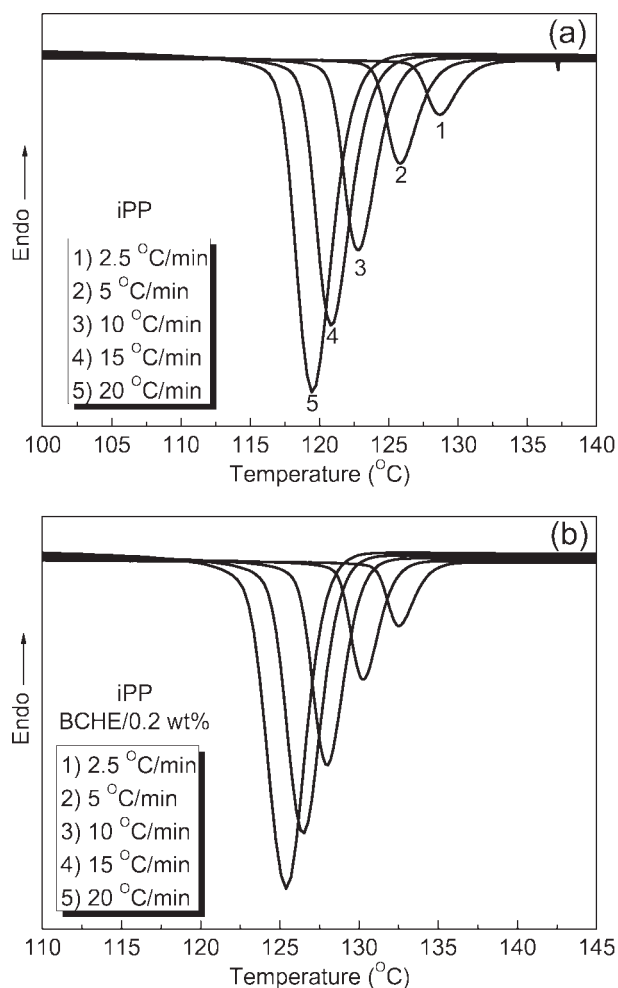 (a)
Endo
iPP
1) 2.5 °C/min
2) 5 °C/min
3) 10 °C/min
4) 15 °C/min
5) 20 °C/min
1
2
3
4
5
100 105 110 115 120 125 130 135 140
Temperature (°C)
(b)
Endo
iPP
BCHE/0.2 wt%
1) 2.5 °C/min
2) 5 °C/min
3) 10 °C/min
4) 15 °C/min
5) 20 °C/min
110 115 120 125 130 135 140 145
Temperature (°C)